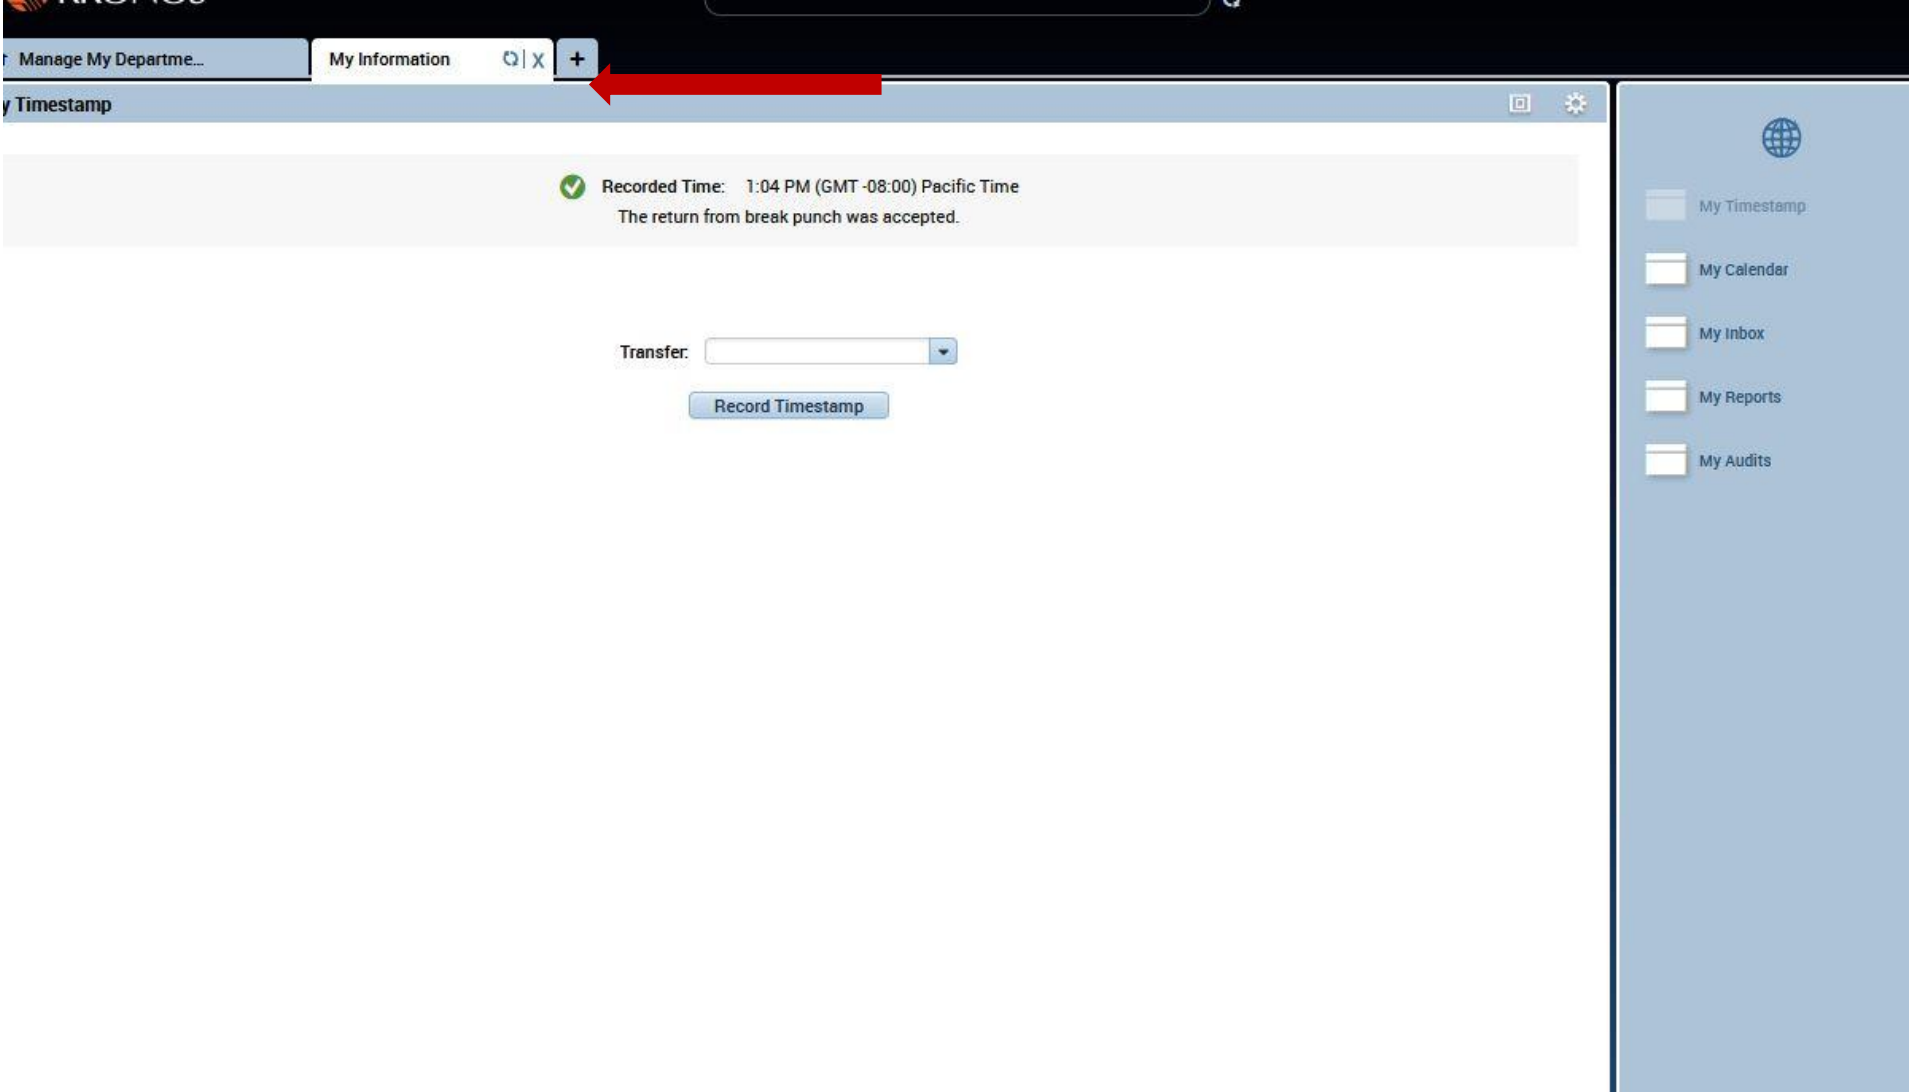 KRONOS
Manage My Departme...
My Information
X
+
y Timestamp
Recorded Time: 1:04 PM (GMT -08:00) Pacific Time
The return from break punch was accepted.
Transfer:
Record Timestamp
My Timestamp
My Calendar
My Inbox
My Reports
My Audits